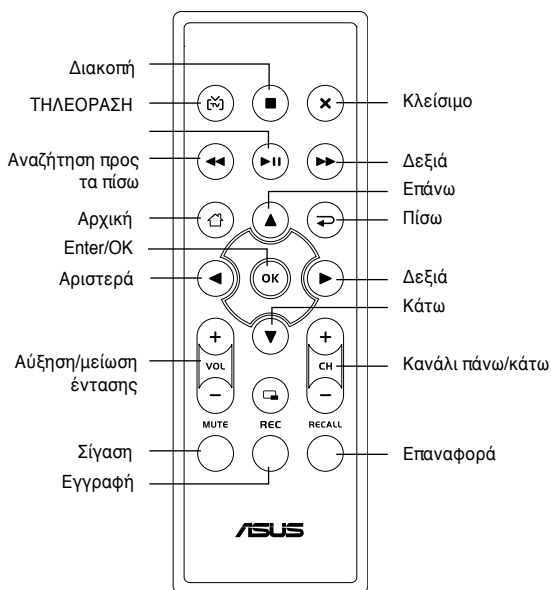 Διακοπή
ΤΗΛΕΟΡΑΣΗ
Κλείσιμο
Αναζήτηση προς
τα πίσω
Δεξιά
Επάνω
Αρχική
Πίσω
Enter/OK
OK
Αριστερά
Δεξιά
Κάτω
Αύξηση/μείωση
έντασης
VOL
CH
Κανάλι πάνω/κάτω
MUTE
REC
RECALL
Σίγαση
Εγγραφή
Επαναφορά
ASUS